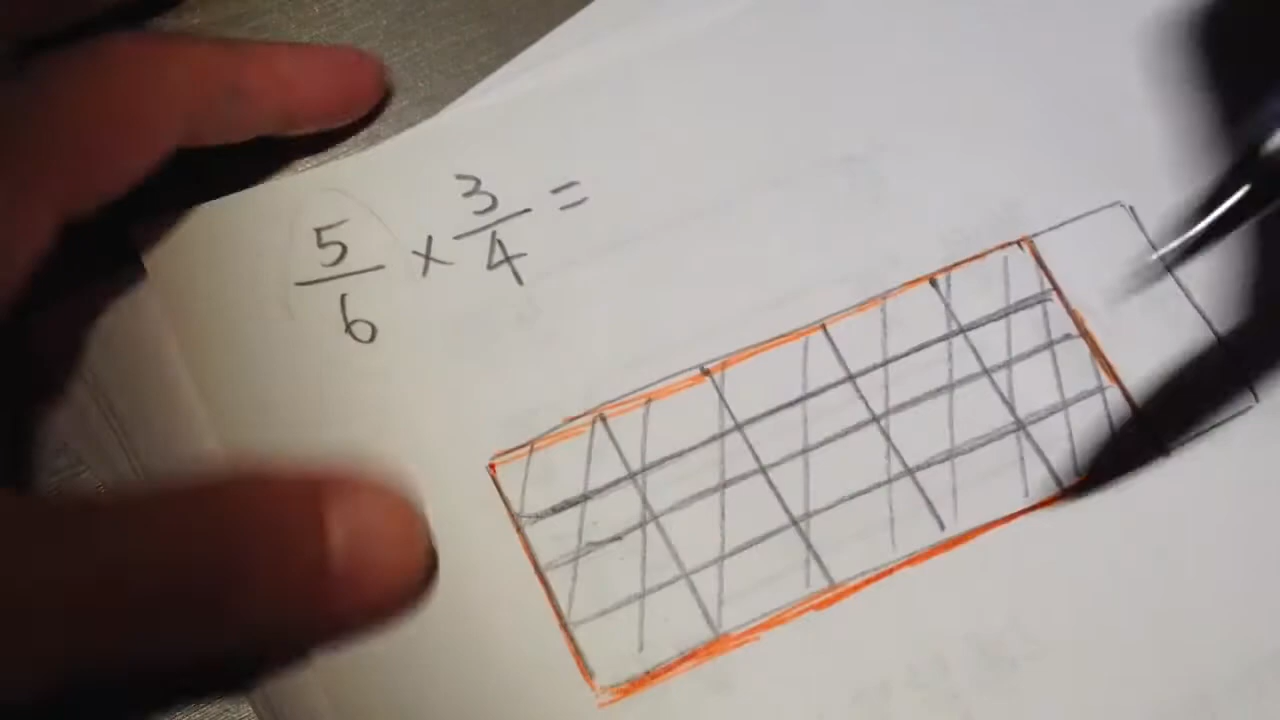 5/6 × 3/4 =